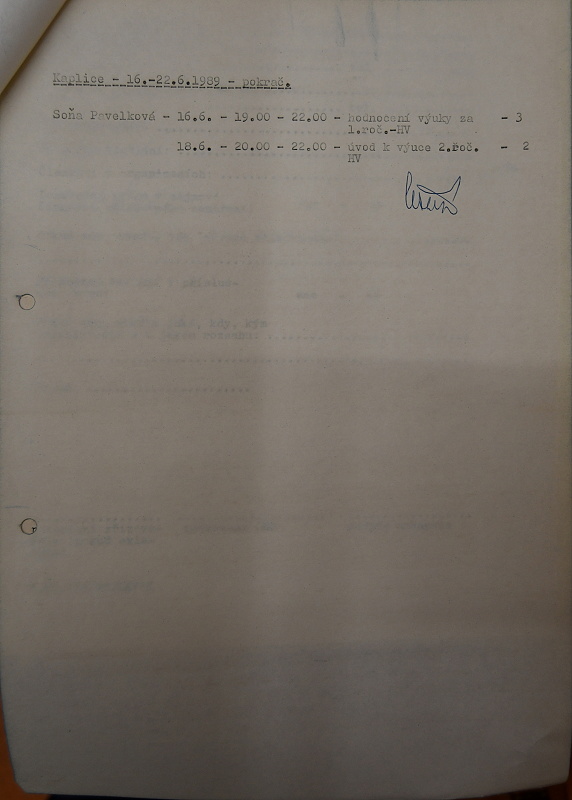 Kaplice - 16.-22.6.1989 - pokrač.
Soňa Pavelková - 16.6. - 19.00 - 22.00 - hodnocení výuky za - 3
1.roč.-HV
18.6. - 20.00 - 22.00 - úvod k výuce 2.roč. - 2
HV